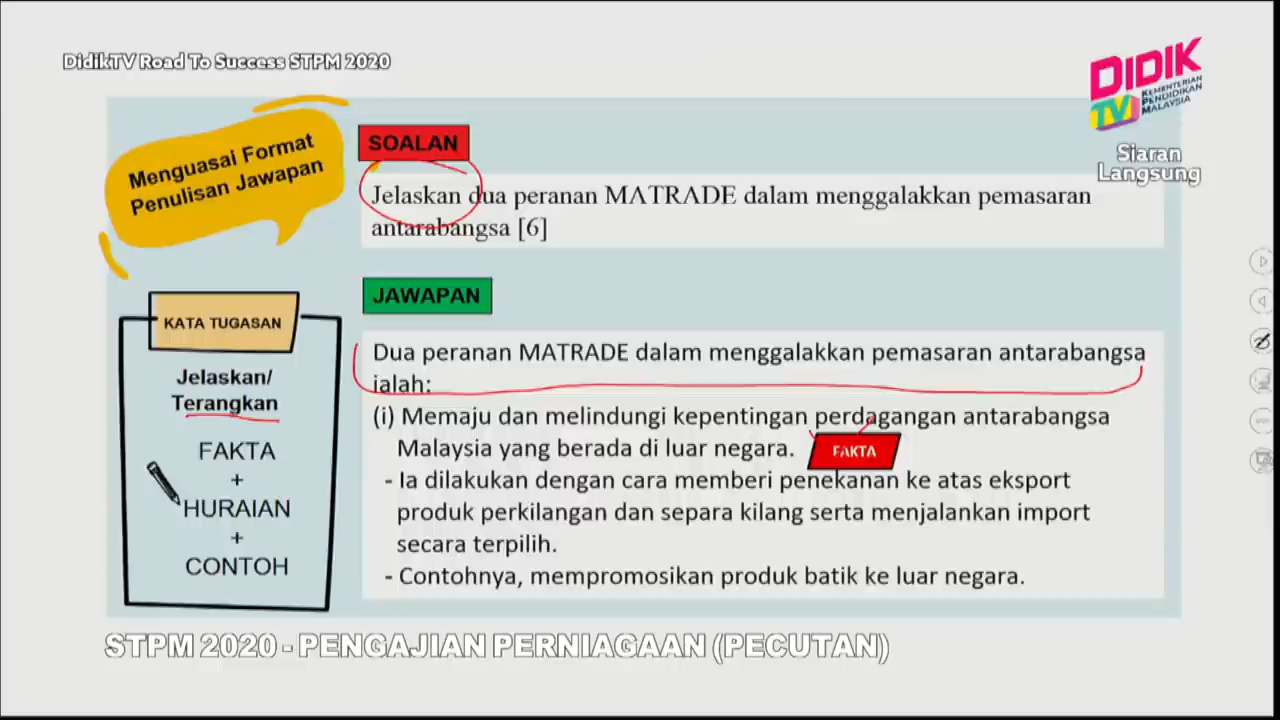 DidikTV Road To Success STPM 2020
DIDIK
TV
KEMENTERIAN
PENDIDIKAN
MALAYSIA
Siaran
Langsung
Menguasai Format
Penulisan Jawapan
SOALAN
Jelaskan dua peranan MATRADE dalam menggalakkan pemasaran
antarabangsa [6]
KATA TUGASAN
Jelaskan/
Terangkan
FAKTA
+
HURAIAN
+
CONTOH
JAWAPAN
Dua peranan MATRADE dalam menggalakkan pemasaran antarabangsa
ialah:
(i) Memaju dan melindungi kepentingan perdagangan antarabangsa
Malaysia yang berada di luar negara. FAKTA
- Ia dilakukan dengan cara memberi penekanan ke atas eksport
produk perkilangan dan separa kilang serta menjalankan import
secara terpilih.
- Contohnya, mempromosikan produk batik ke luar negara.
STPM 2020 - PENGAJIAN PERNIAGAAN (PECUTAN)